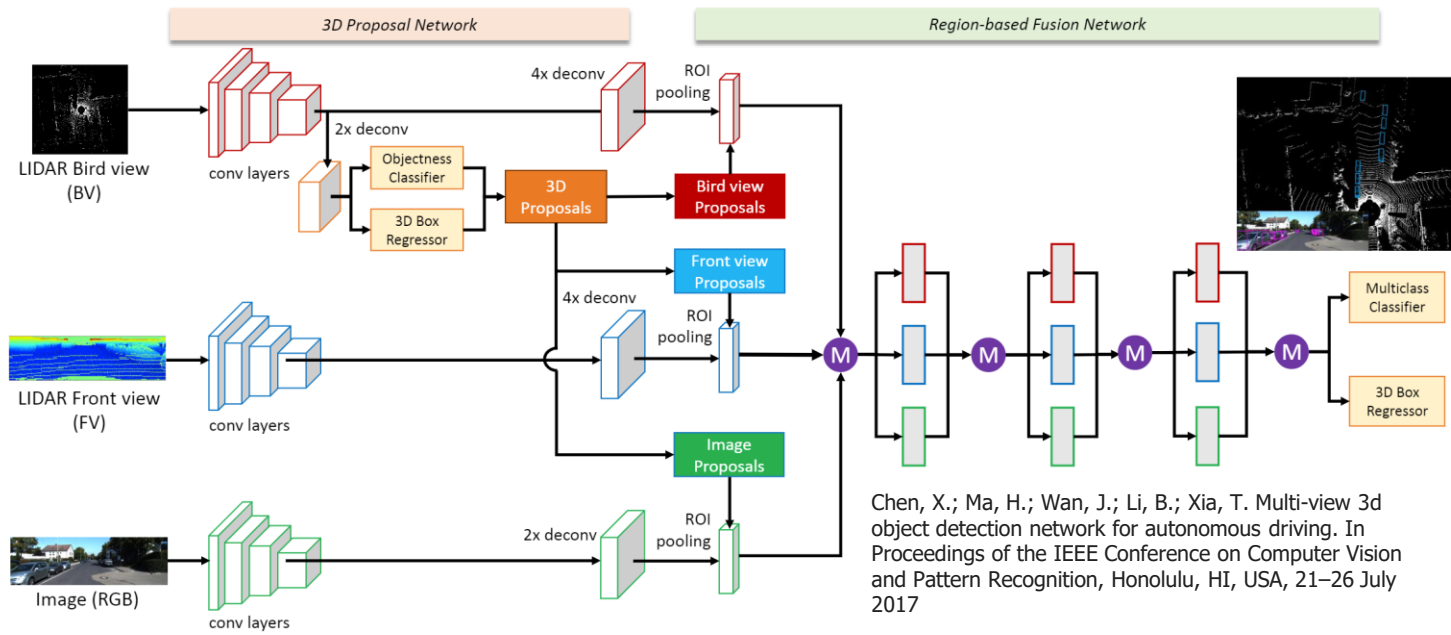 3D Proposal Network
Region-based Fusion Network
LIDAR Bird view
(BV)
conv layers
2x deconv
4x deconv
ROI
pooling
Objectness
Classifier
3D Box
Regressor
3D
Proposals
Bird view
Proposals
Front view
Proposals
LIDAR Front view
(FV)
conv layers
4x deconv
ROI
pooling
M
M
M
M
Multiclass
Classifier
3D Box
Regressor
Image
Proposals
Image (RGB)
conv layers
2x deconv
ROI
pooling
Chen, X.; Ma, H.; Wan, J.; Li, B.; Xia, T. Multi-view 3d
object detection network for autonomous driving. In
Proceedings of the IEEE Conference on Computer Vision
and Pattern Recognition, Honolulu, HI, USA, 21–26 July
2017